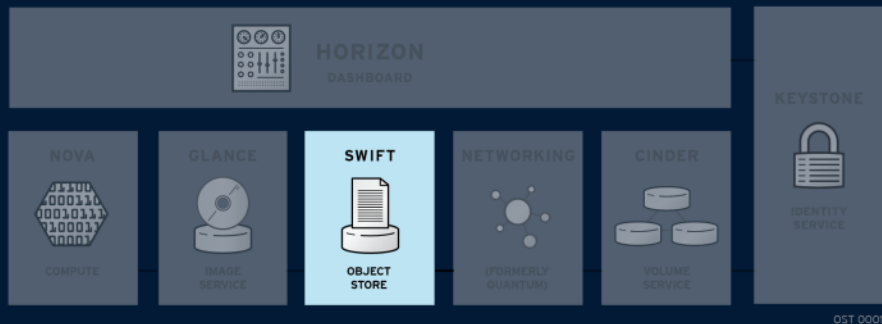 HORIZON
DASHBOARD
KEYSTONE
IDENTITY
SERVICE
NOVA
COMPUTE
GLANCE
IMAGE
SERVICE
SWIFT
OBJECT
STORE
NETWORKING
(FORMERLY
QUANTUM)
CINDER
VOLUME
SERVICE